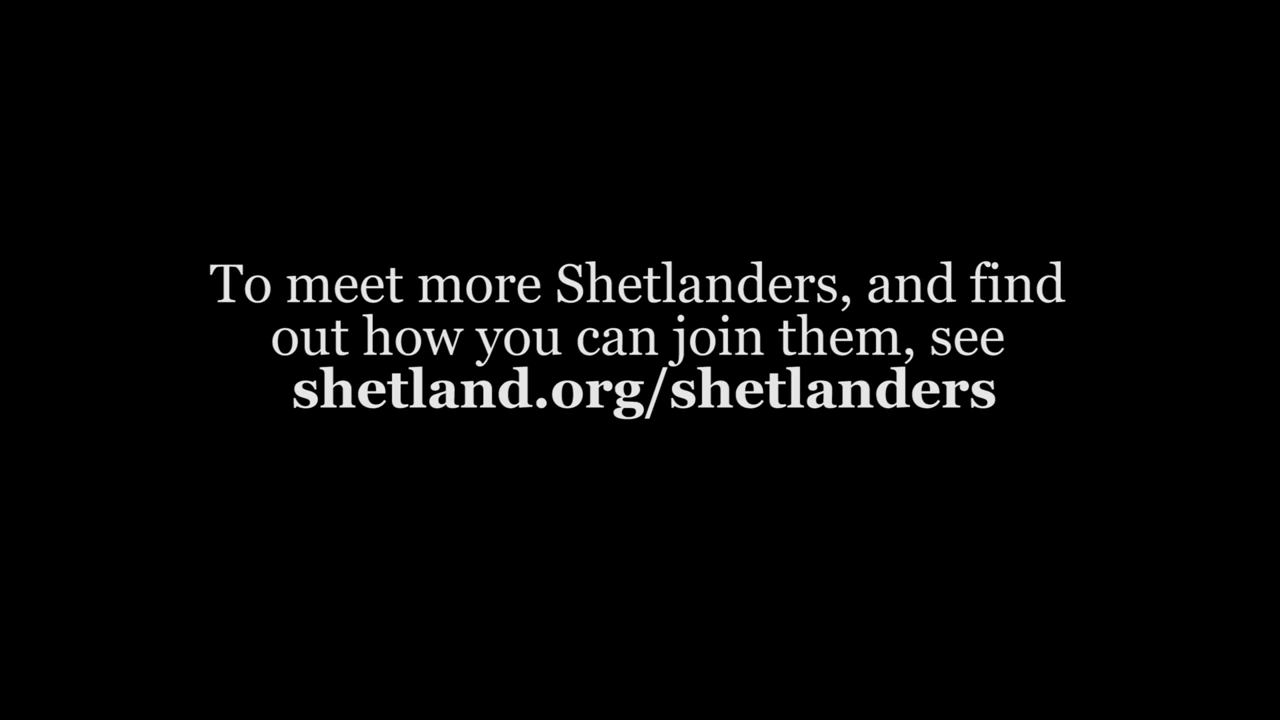 To meet more Shetlanders, and find
out how you can join them, see
shetland.org/shetlanders